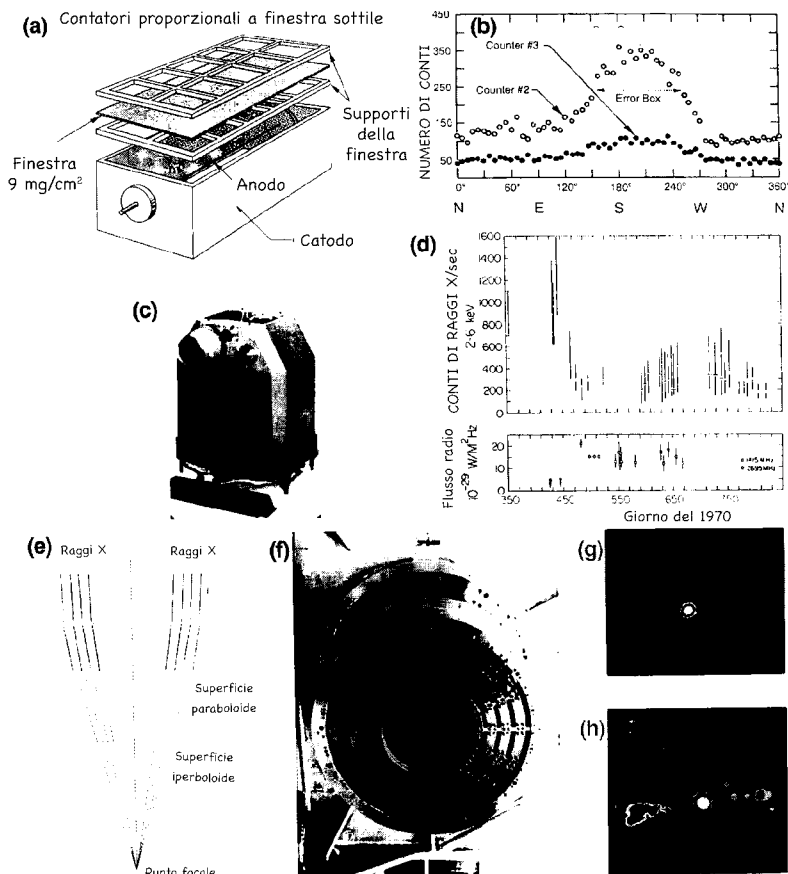 (a) Contatori proporzionali a finestra sottile
Supporti
della
finestra
Finestra
9 mg/cm²
Anodo
Catodo
(b)
NUMERO DI CONTI
450
350
250
150
50
Counter #3
Counter #2
Error Box
0° 60° 120° 180° 240° 300° 360°
N E S W N
(c)
(d)
CONTI DI RAGGI X/sec
2-6 keV
1600
1400
1200
1000
800
600
400
200
0
Flusso radio
10⁻²⁹ W/M²Hz
20
10
0
350 450 550 650 750
Giorno del 1970
(e) Raggi X Raggi X
Superficie
paraboloide
Superficie
iperboloide
Punto focale
(f)
(g)
(h)